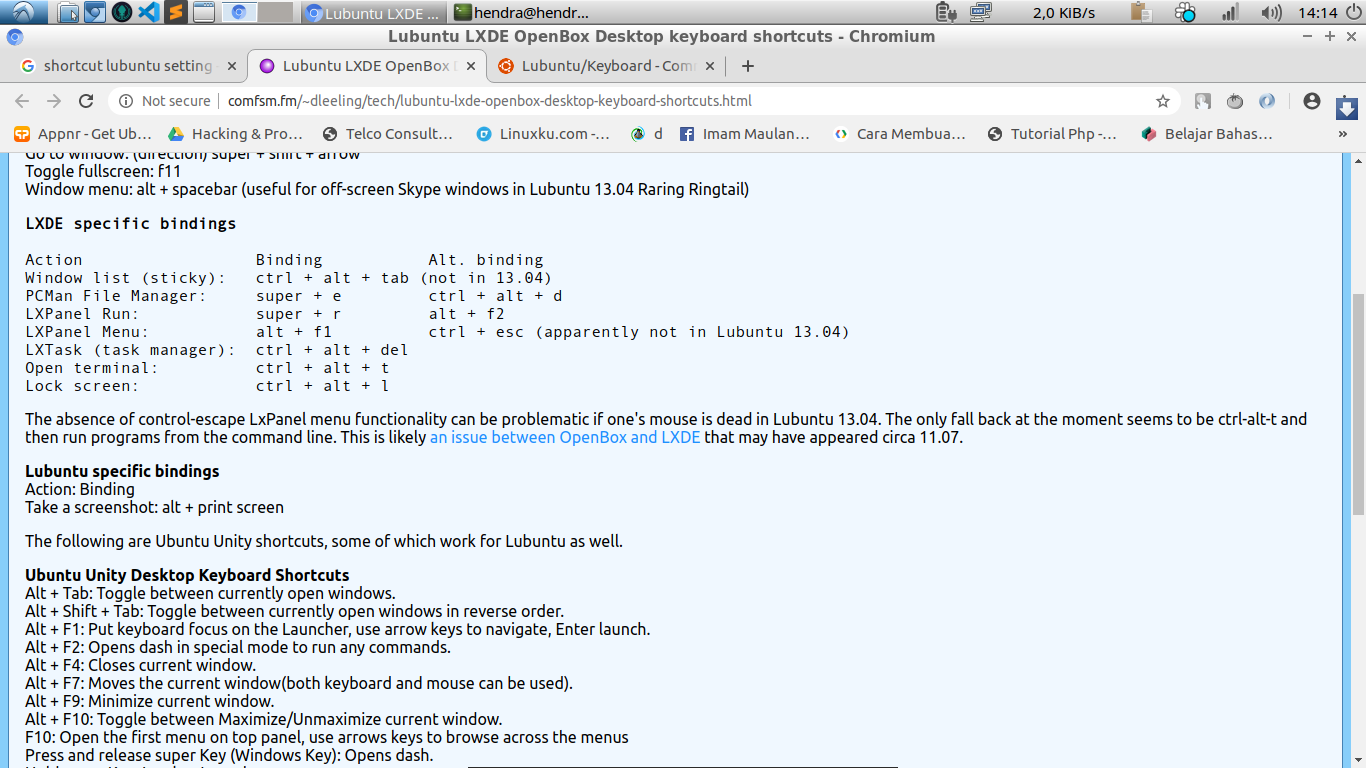 Lubuntu LXDE ...
hendra@hendr...
2,0 KiB/s
14:14
Lubuntu LXDE OpenBox Desktop keyboard shortcuts - Chromium
shortcut lubuntu setting
Lubuntu LXDE OpenBox D
Lubuntu/Keyboard - Com
Not secure
comfsm.fm/~dleeling/tech/lubuntu-lxde-openbox-desktop-keyboard-shortcuts.html
Appnr - Get Ub...
Hacking & Pro...
Telco Consult...
Linuxku.com -...
d
Imam Maulan...
Cara Membua...
Tutorial Php -...
Belajar Bahas...
»
Go to window: (direction) super + shift + arrow
Toggle fullscreen: f11
Window menu: alt + spacebar (useful for off-screen Skype windows in Lubuntu 13.04 Raring Ringtail)
LXDE specific bindings
Action Binding Alt. binding
Window list (sticky): ctrl + alt + tab (not in 13.04)
PCMan File Manager: super + e ctrl + alt + d
LXPanel Run: super + r alt + f2
LXPanel Menu: alt + f1 ctrl + esc (apparently not in Lubuntu 13.04)
LXTask (task manager): ctrl + alt + del
Open terminal: ctrl + alt + t
Lock screen: ctrl + alt + l
The absence of control-escape LxPanel menu functionality can be problematic if one's mouse is dead in Lubuntu 13.04. The only fall back at the moment seems to be ctrl-alt-t and
then run programs from the command line. This is likely an issue between OpenBox and LXDE that may have appeared circa 11.07.
Lubuntu specific bindings
Action: Binding
Take a screenshot: alt + print screen
The following are Ubuntu Unity shortcuts, some of which work for Lubuntu as well.
Ubuntu Unity Desktop Keyboard Shortcuts
Alt + Tab: Toggle between currently open windows.
Alt + Shift + Tab: Toggle between currently open windows in reverse order.
Alt + F1: Put keyboard focus on the Launcher, use arrow keys to navigate, Enter launch.
Alt + F2: Opens dash in special mode to run any commands.
Alt + F4: Closes current window.
Alt + F7: Moves the current window(both keyboard and mouse can be used).
Alt + F9: Minimize current window.
Alt + F10: Toggle between Maximize/Unmaximize current window.
F10: Open the first menu on top panel, use arrows keys to browse across the menus
Press and release super Key (Windows Key): Opens dash.